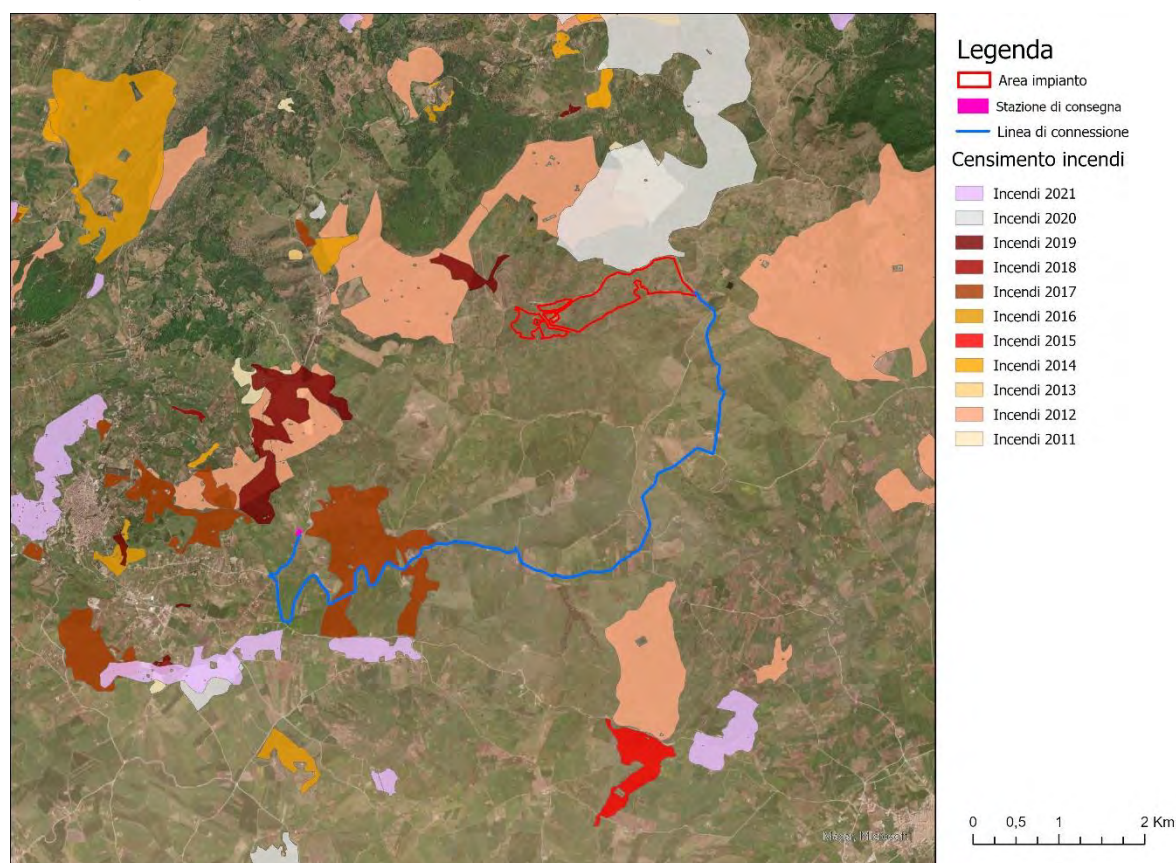 Legenda
Area impianto
Stazione di consegna
Linea di connessione
Censimento incendi
Incendi 2021
Incendi 2020
Incendi 2019
Incendi 2018
Incendi 2017
Incendi 2016
Incendi 2015
Incendi 2014
Incendi 2013
Incendi 2012
Incendi 2011
Microsoft
0 0,5 1 2 Km